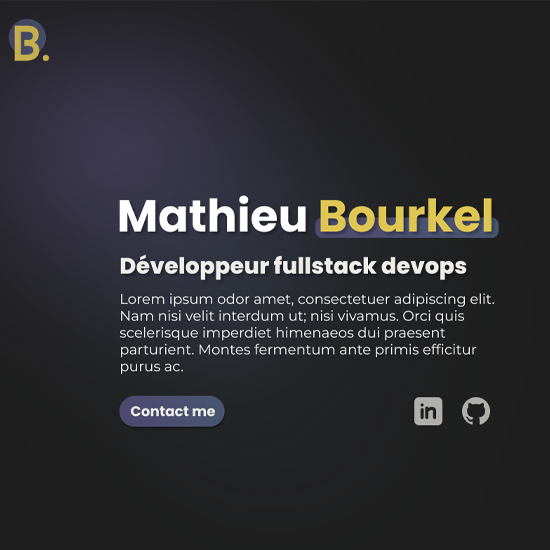 B.
Mathieu Bourkel
Développeur fullstack devops
Lorem ipsum odor amet, consectetuer adipiscing elit.
Nam nisi velit interdum ut; nisi vivamus. Orci quis
scelerisque imperdiet himenaeos dui praesent
parturient. Montes fermentum ante primis efficitur
purus ac.
Contact me
in